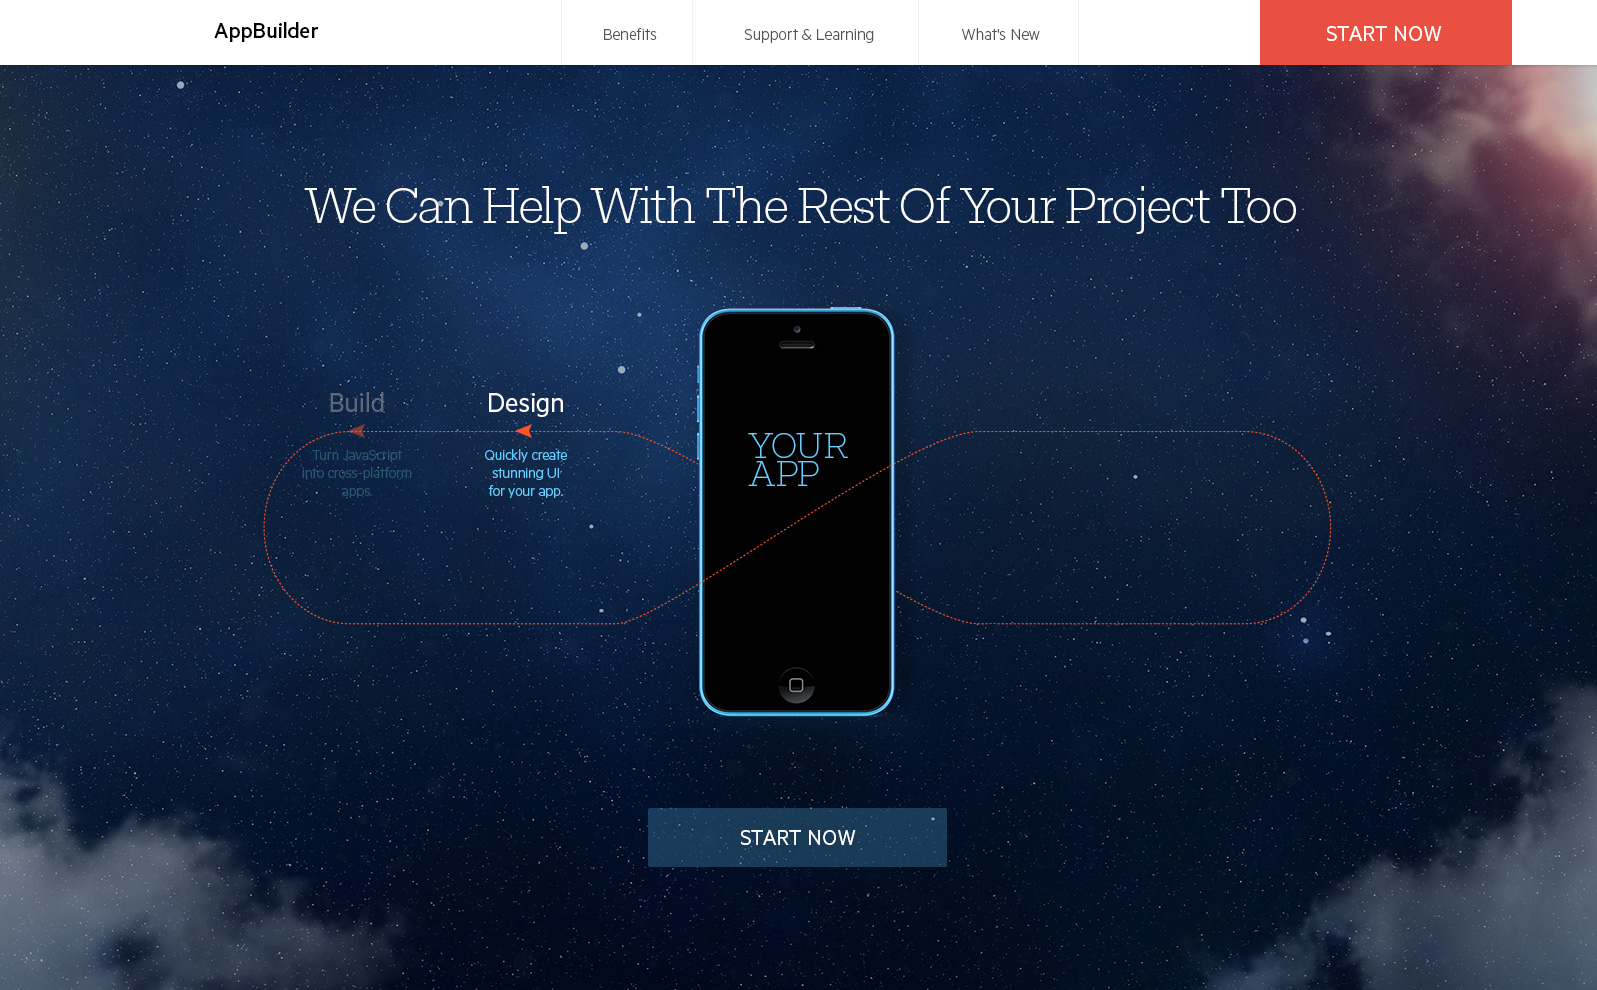 AppBuilder
Benefits
Support & Learning
What's New
START NOW
We Can Help With The Rest Of Your Project Too
Build
Turn JavaScript
into cross-platform
apps.
Design
Quickly create
stunning UI
for your app.
YOUR
APP
START NOW